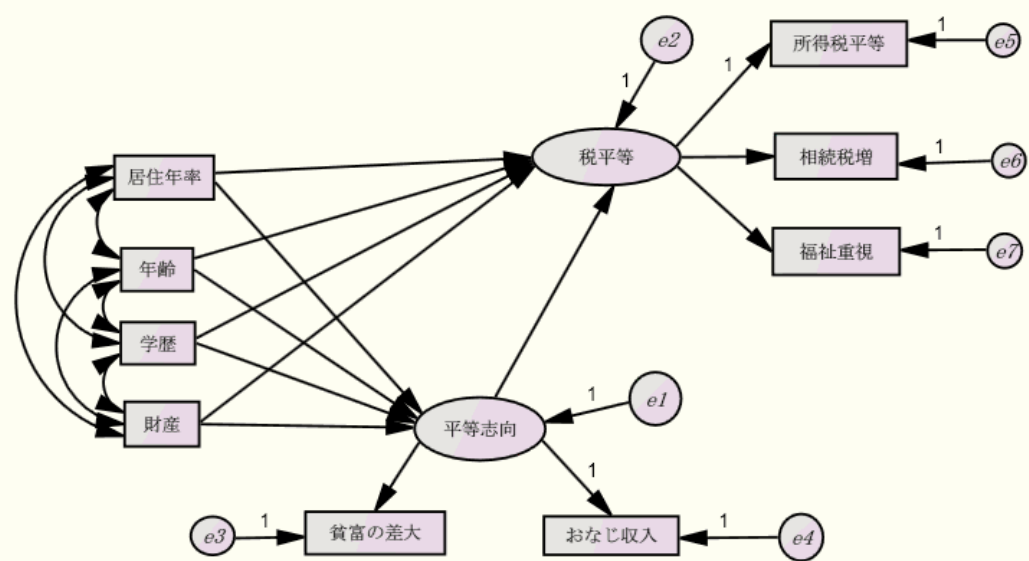 e2
1
所得税平等
1
e5
1
1
税平等
相続税増
1
e6
居住年率
福祉重視
1
e7
年齢
学歴
財産
平等志向
1
e1
1
e3
1
貧富の差大
おなじ収入
1
e4